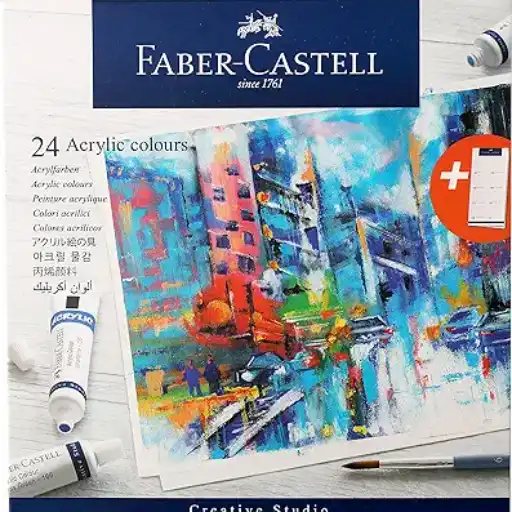 FABER-CASTELL
since 1761
24 Acrylic colours
Acrylfarben
Acrylic colours
Peinture acrylique
Colori acrilici
Colores acrílicos
アクリル絵の具
아크릴 물감
丙烯颜料
ألوان أكريليك
+
ACRYLIC
FABER-CASTELL
Creative Studio